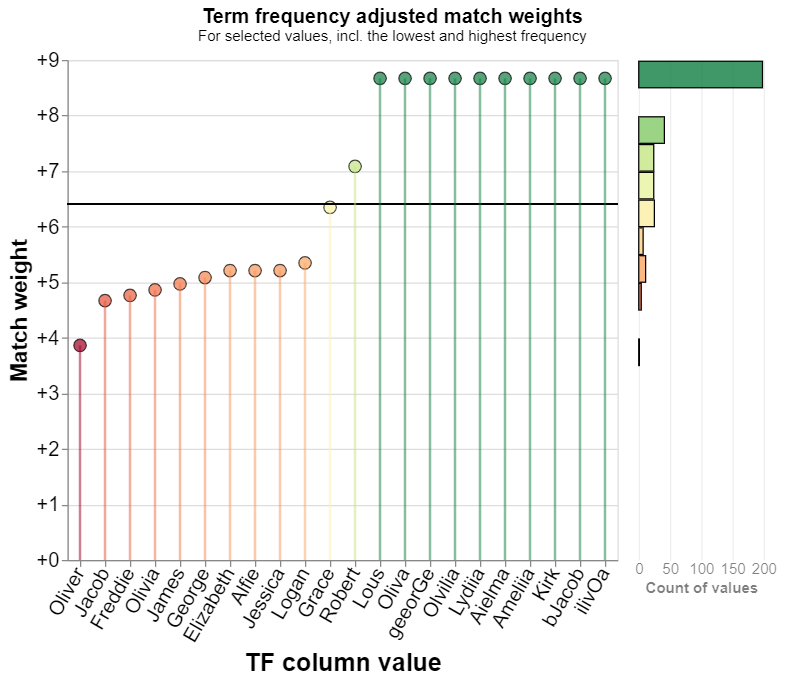 Term frequency adjusted match weights
For selected values, incl. the lowest and highest frequency
Match weight
+9
+8
+7
+6
+5
+4
+3
+2
+1
+0
Oliver
Jacob
Freddie
Olivia
James
George
Elizabeth
Alfie
Jessica
Logan
Grace
Robert
Lous
Oliva
geeorGe
Olvilia
Lydiia
Aielma
Ameliia
Kirk
bJacob
ilivOa
TF column value
0 50 100 150 200
Count of values